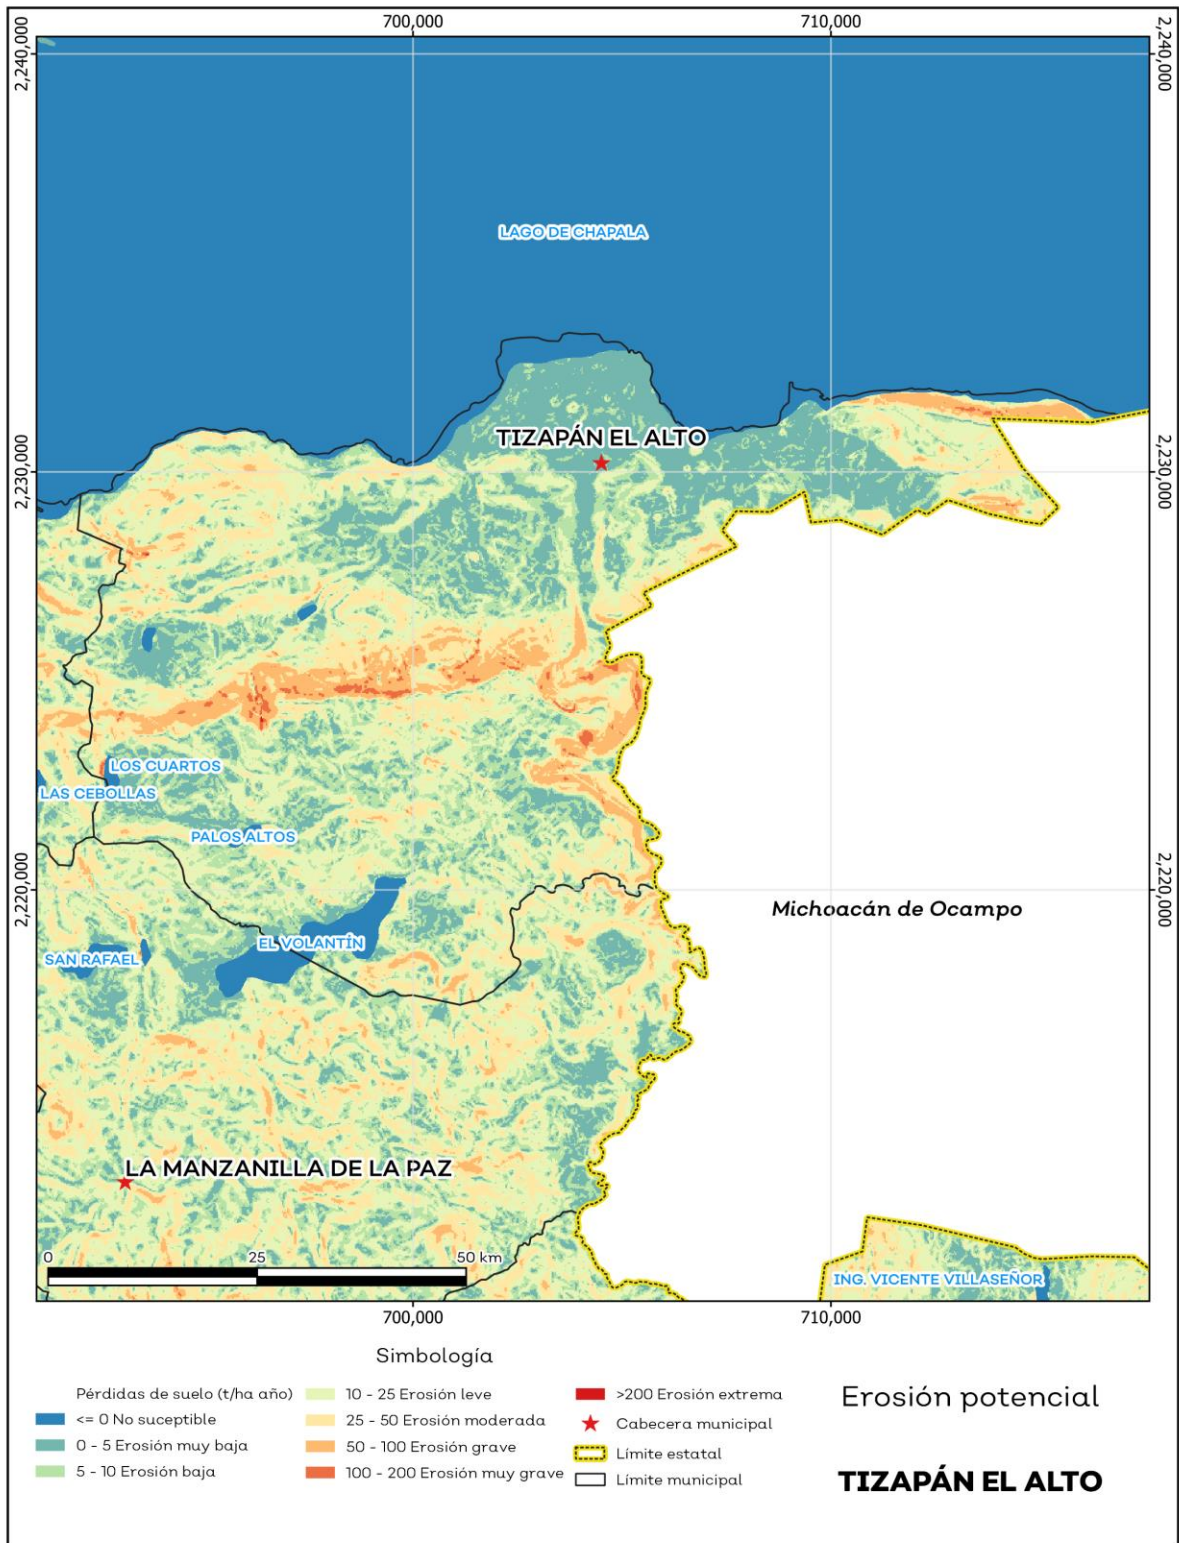 700,000
710,000
2,240,000
2,240,000
LAGO DE CHAPALA
TIZAPÁN EL ALTO
2,230,000
2,230,000
LOS CUARTOS
LAS CEBOLLAS
PALOS ALTOS
2,220,000
2,220,000
Michoacán de Ocampo
EL VOLANTÍN
SAN RAFAEL
LA MANZANILLA DE LA PAZ
0
25
50 km
ING. VICENTE VILLASEÑOR
700,000
710,000
Simbología
Pérdidas de suelo (t/ha año)
<= 0 No suceptible
0 - 5 Erosión muy baja
5 - 10 Erosión baja
10 - 25 Erosión leve
25 - 50 Erosión moderada
50 - 100 Erosión grave
100 - 200 Erosión muy grave
>200 Erosión extrema
Cabecera municipal
Límite estatal
Límite municipal
Erosión potencial
TIZAPÁN EL ALTO